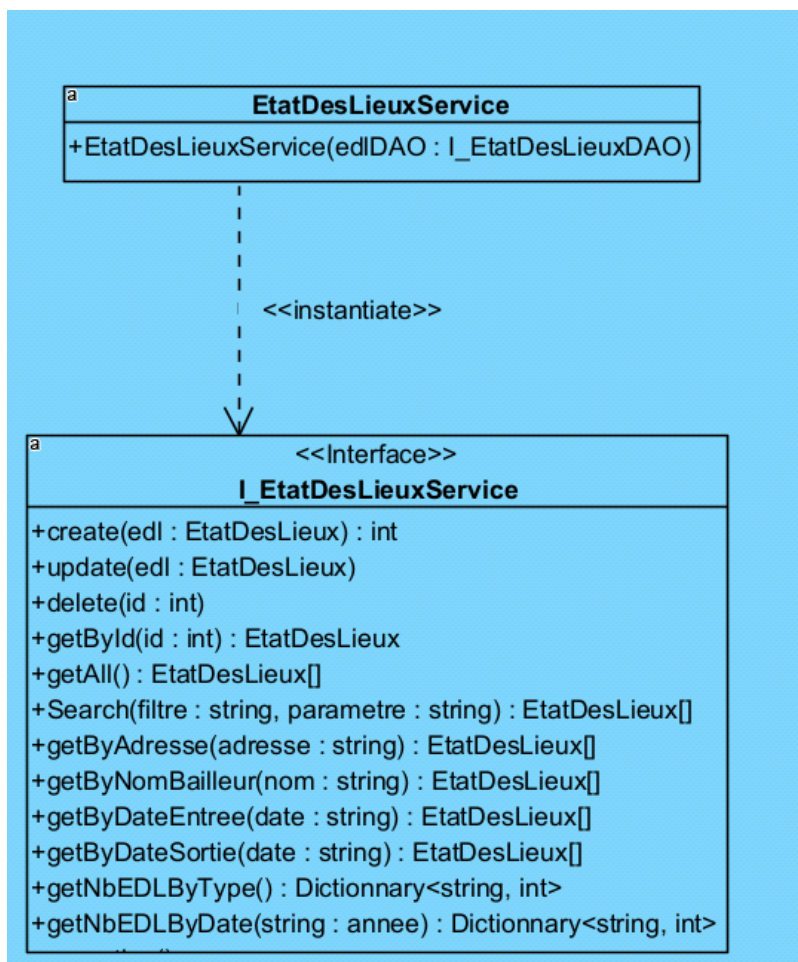 a
EtatDesLieuxService
+EtatDesLieuxService(edlDAO : I_EtatDesLieuxDAO)
<<instantiate>>
a
<<Interface>>
I_EtatDesLieuxService
+create(edl : EtatDesLieux) : int
+update(edl : EtatDesLieux)
+delete(id : int)
+getById(id : int) : EtatDesLieux
+getAll() : EtatDesLieux[]
+Search(filtre : string, parametre : string) : EtatDesLieux[]
+getByAdresse(adresse : string) : EtatDesLieux[]
+getByNomBailleur(nom : string) : EtatDesLieux[]
+getByDateEntree(date : string) : EtatDesLieux[]
+getByDateSortie(date : string) : EtatDesLieux[]
+getNbEDLByType() : Dictionnary<string, int>
+getNbEDLByDate(string : annee) : Dictionnary<string, int>